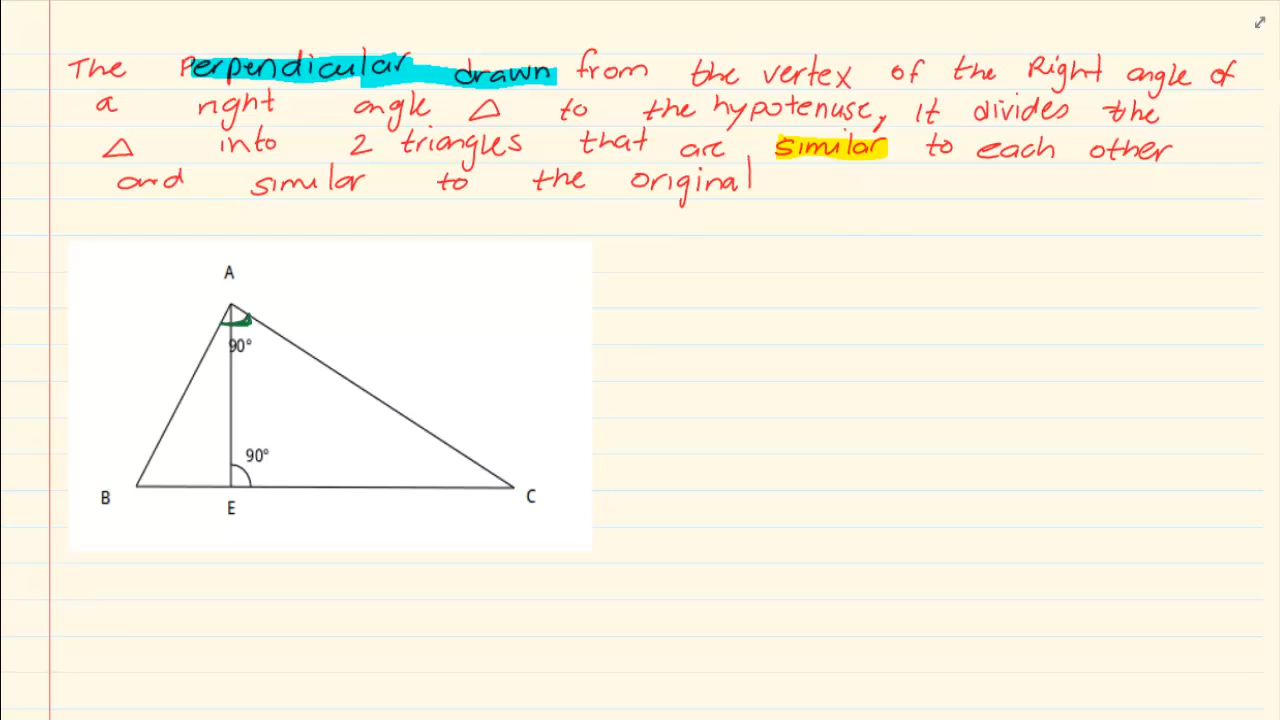 The Perpendicular drawn from the vertex of the Right angle of
a right angle △ to the hypotenuse, It divides the
△ into 2 triangles that are similar to each other
and similar to the original
A
90°
90°
B
C
E